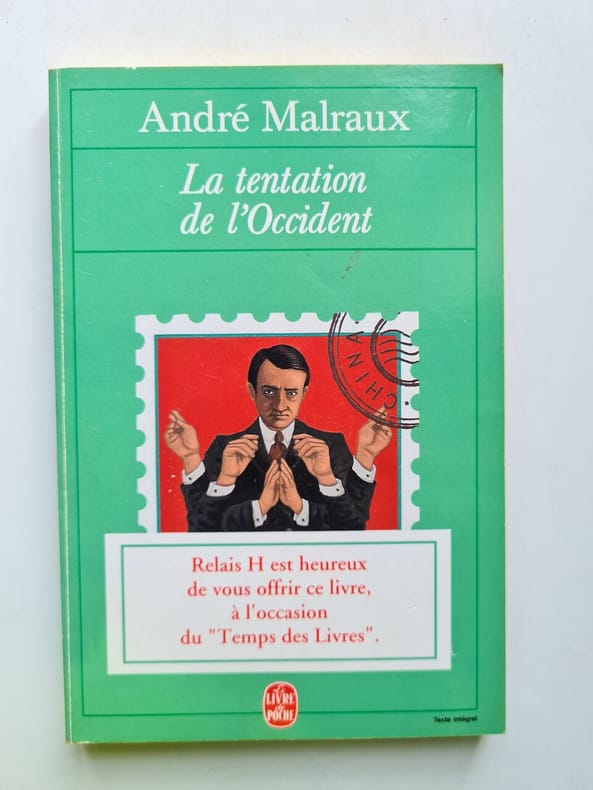 André Malraux
La tentation
de l'Occident
CHINA
Relais H est heureux
de vous offrir ce livre,
à l'occasion
du "Temps des Livres".
Le
LIVRE
de
POCHE
Texte intégral